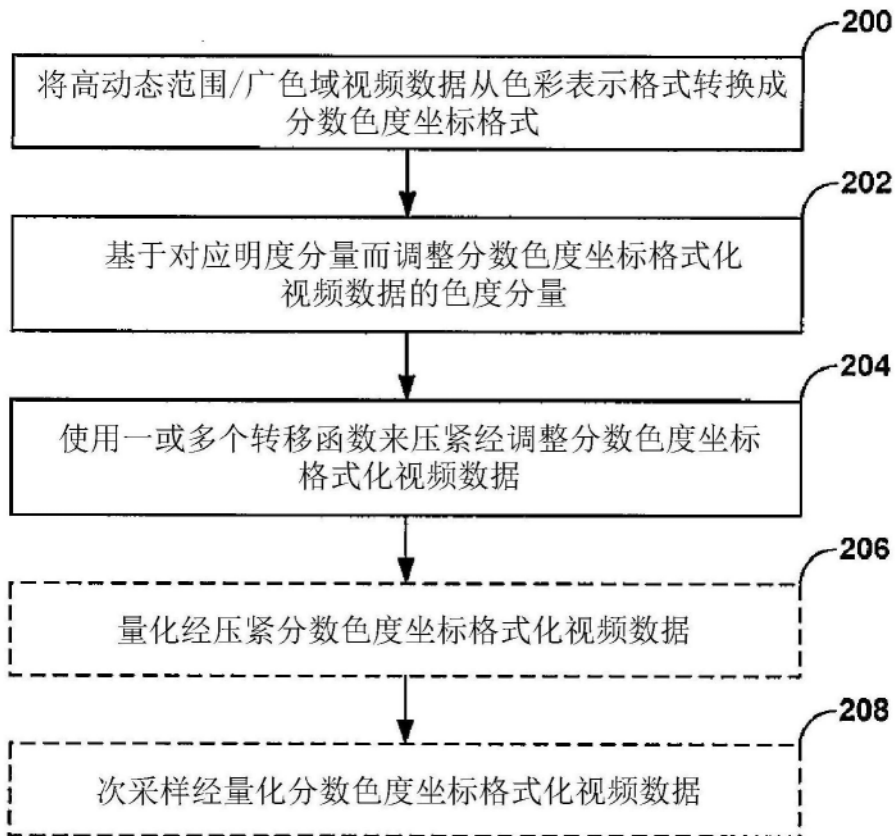 200
将高动态范围/广色域视频数据从色彩表示格式转换成
分数色度坐标格式
202
基于对应明度分量而调整分数色度坐标格式化
视频数据的色度分量
204
使用一或多个转移函数来压紧经调整分数色度坐标
格式化视频数据
206
量化经压紧分数色度坐标格式化视频数据
208
次采样经量化分数色度坐标格式化视频数据